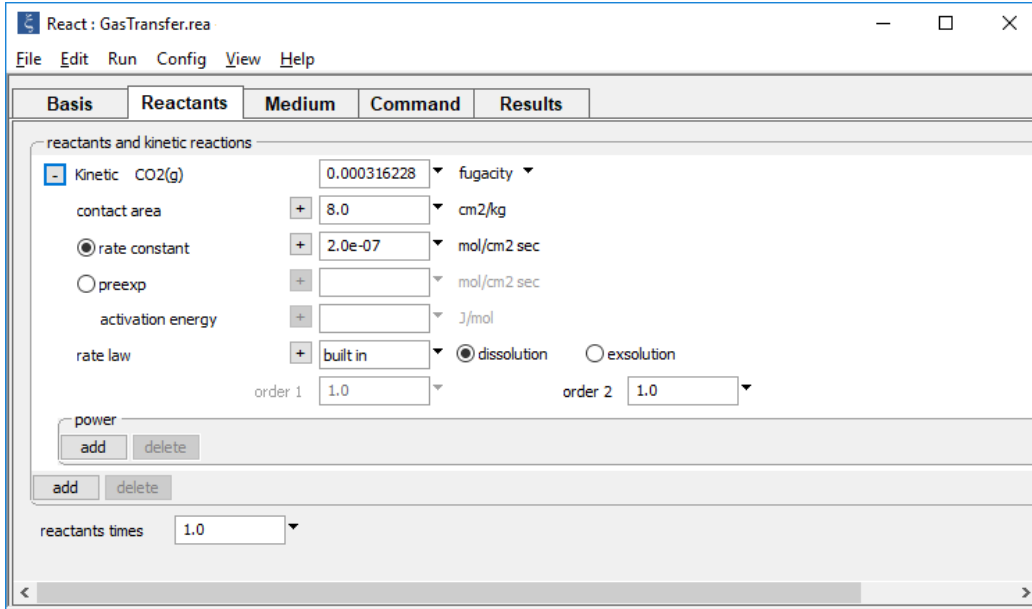 React : GasTransfer.rea
File Edit Run Config View Help
Basis Reactants Medium Command Results
reactants and kinetic reactions
- Kinetic CO2(g) 0.000316228 fugacity
contact area + 8.0 cm2/kg
rate constant + 2.0e-07 mol/cm2 sec
preexp + mol/cm2 sec
activation energy + J/mol
rate law + built in dissolution exsolution
order 1 1.0 order 2 1.0
power
add delete
add delete
reactants times 1.0